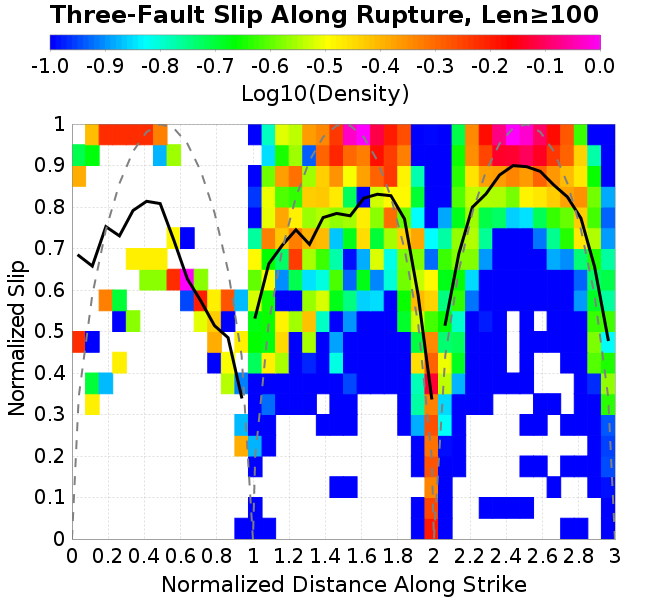 Three-Fault Slip Along Rupture, Len≥100
-1.0 -0.9 -0.8 -0.7 -0.6 -0.5 -0.4 -0.3 -0.2 -0.1 0.0
Log10(Density)
1
0.9
0.8
0.7
0.6
0.5
0.4
0.3
0.2
0.1
0
Normalized Slip
0 0.2 0.4 0.6 0.8 1 1.2 1.4 1.6 1.8 2 2.2 2.4 2.6 2.8 3
Normalized Distance Along Strike